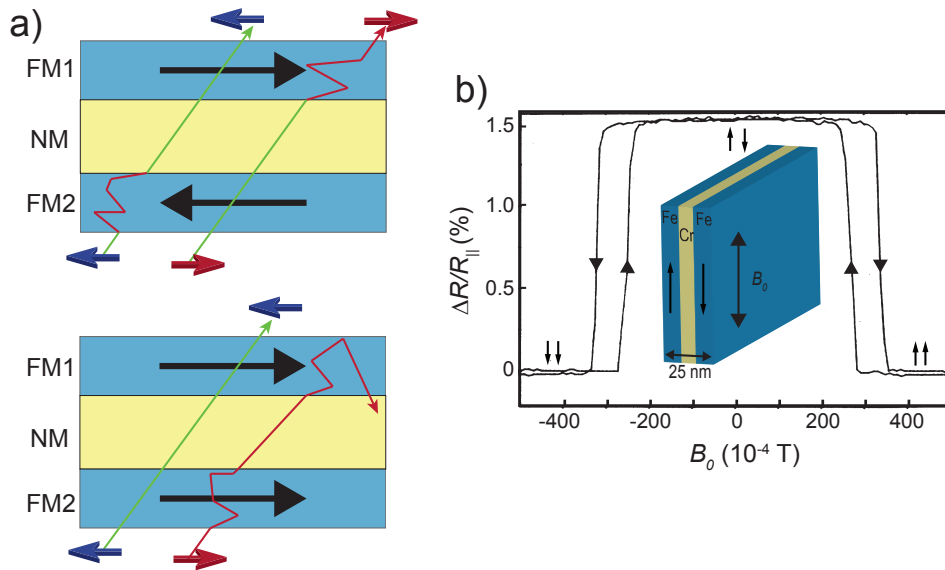 a)
FM1
NM
FM2
FM1
NM
FM2
b)
ΔR/R|| (%)
1.5
1.0
0.5
0
Fe
Fe
Cr
B0
25 nm
-400
-200
0
200
400
B0 (10-4 T)